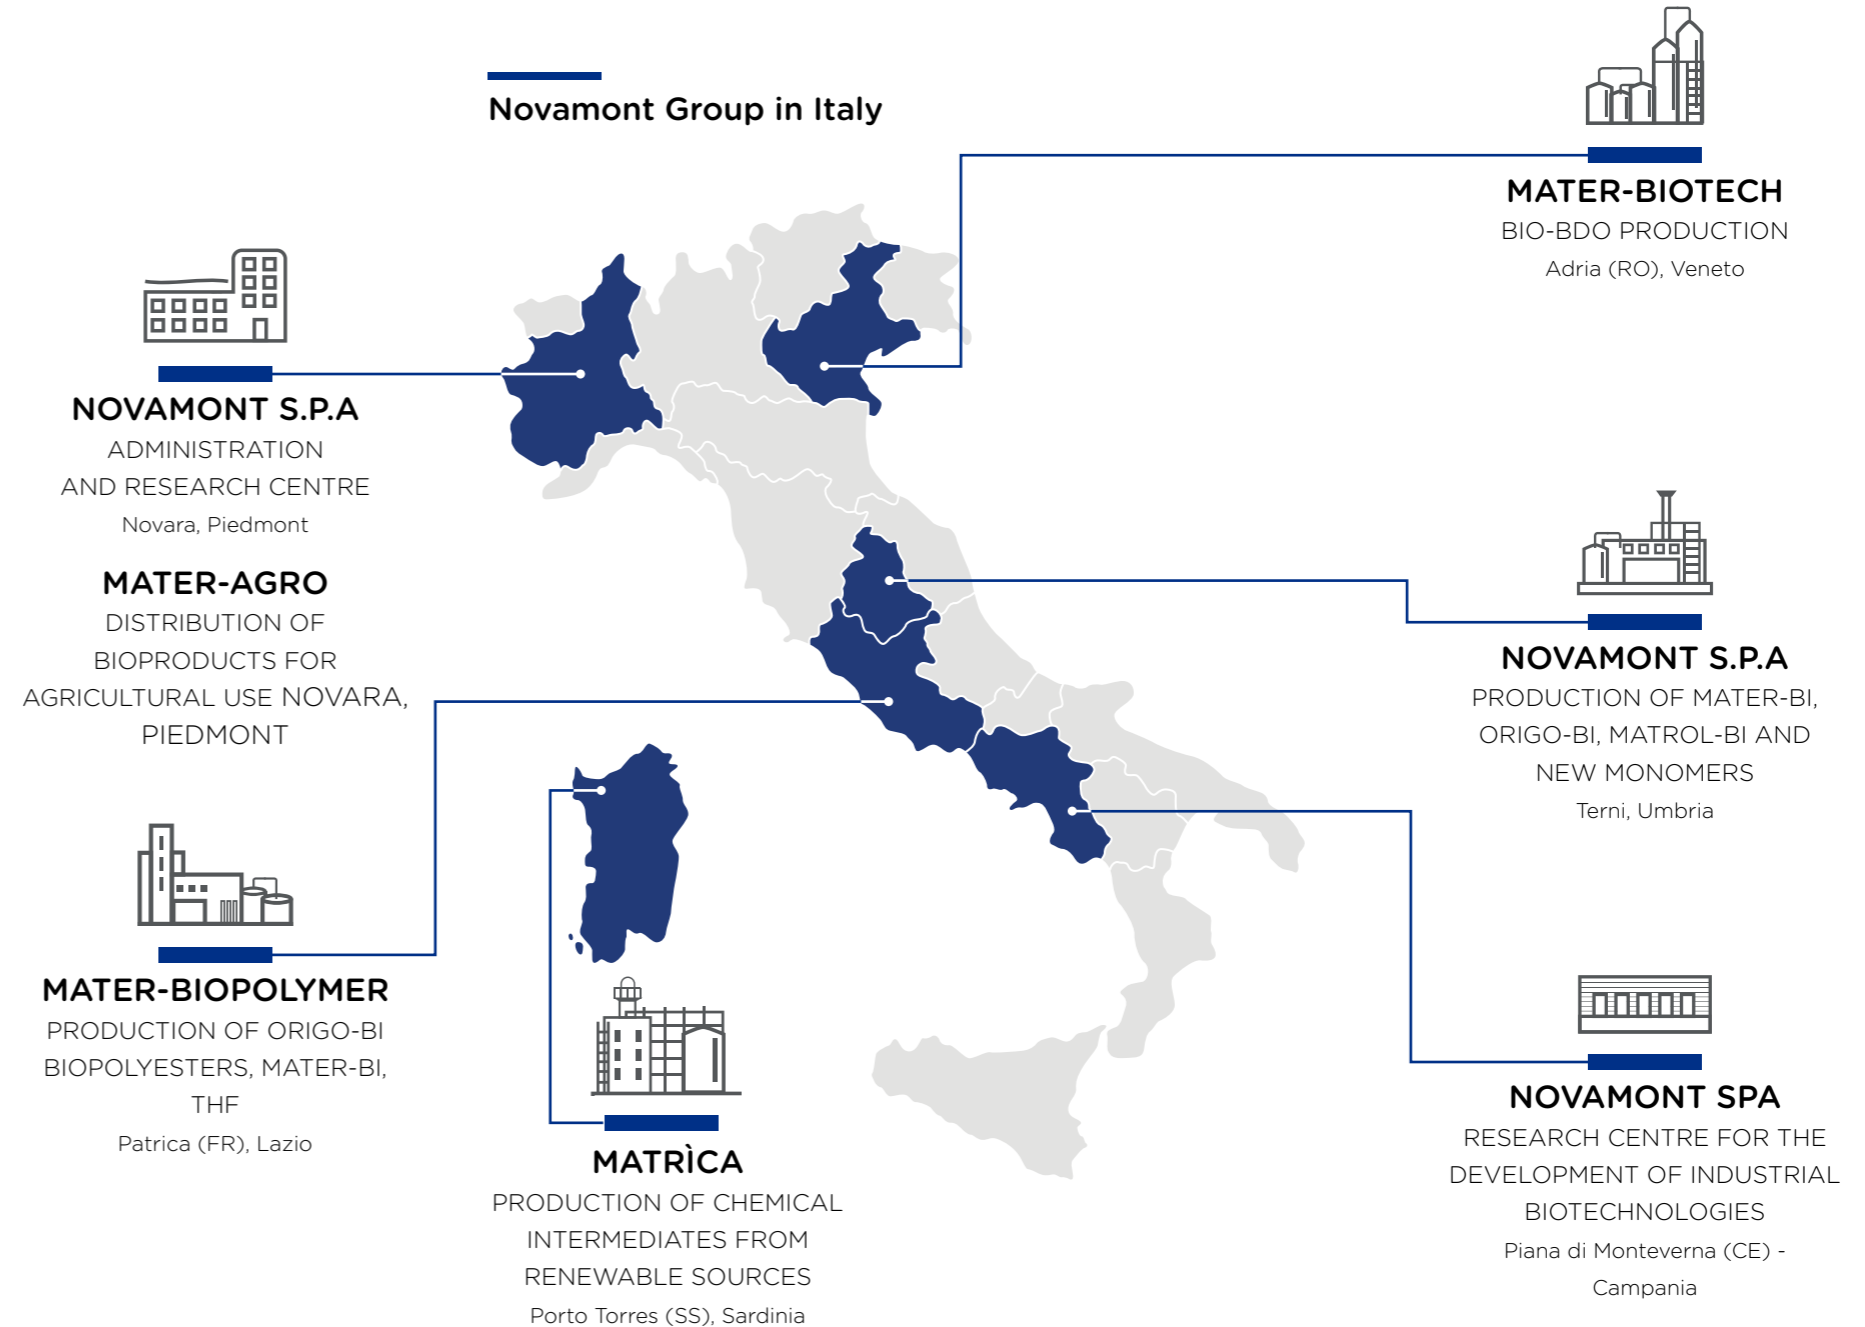 Novamont Group in Italy
MATER-BIOTECH
BIO-BDO PRODUCTION
Adria (RO), Veneto
NOVAMONT S.P.A
ADMINISTRATION
AND RESEARCH CENTRE
Novara, Piedmont
MATER-AGRO
DISTRIBUTION OF
BIOPRODUCTS FOR
AGRICULTURAL USE NOVARA,
PIEDMONT
NOVAMONT S.P.A
PRODUCTION OF MATER-BI,
ORIGO-BI, MATROL-BI AND
NEW MONOMERS
Terni, Umbria
MATER-BIOPOLYMER
PRODUCTION OF ORIGO-BI
BIOPOLYESTERS, MATER-BI,
THF
Patrica (FR), Lazio
MATRÌCA
PRODUCTION OF CHEMICAL
INTERMEDIATES FROM
RENEWABLE SOURCES
Porto Torres (SS), Sardinia
NOVAMONT SPA
RESEARCH CENTRE FOR THE
DEVELOPMENT OF INDUSTRIAL
BIOTECHNOLOGIES
Piana di Monteverna (CE) -
Campania